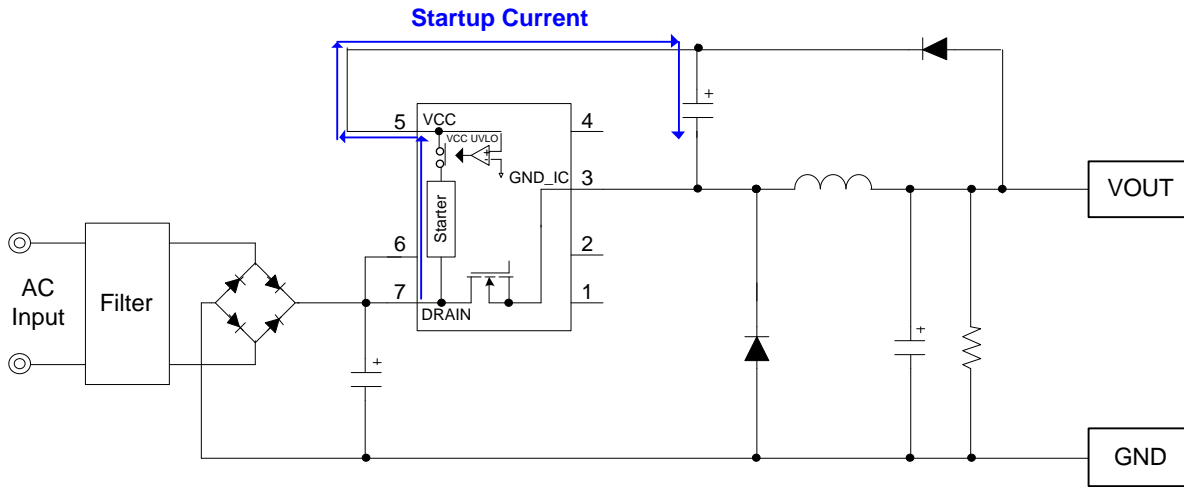 Startup Current
5
VCC
4
VCC UVLO
+
+
GND_IC
3
VOUT
Starter
6
2
AC
Input
Filter
7
1
DRAIN
+
+
GND